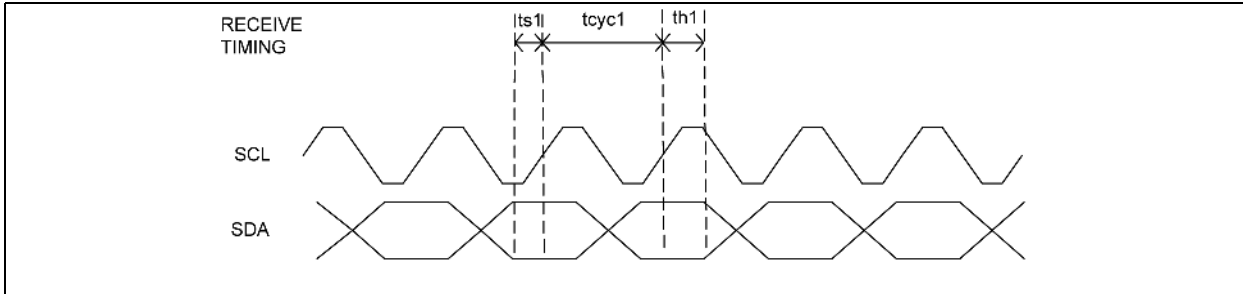 RECEIVE
TIMING
ts1
tcyc1
th1
SCL
SDA